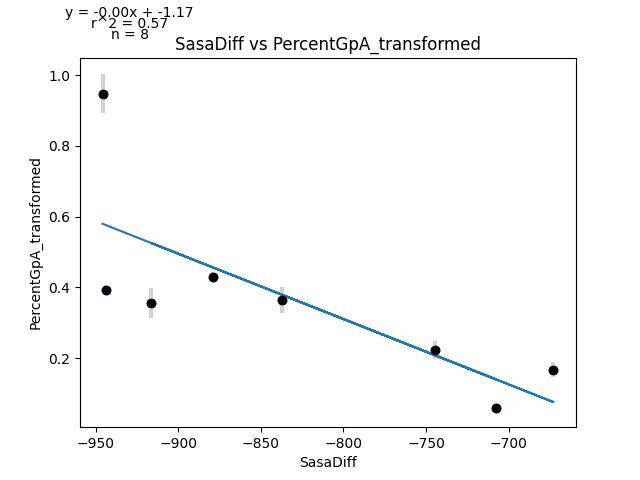 y = -0.00x + -1.17
r^2 = 0.57
n = 8
SasaDiff vs PercentGpA_transformed
1.0
0.8
0.6
0.4
0.2
PercentGpA_transformed
−950
−900
−850
−800
−750
−700
SasaDiff